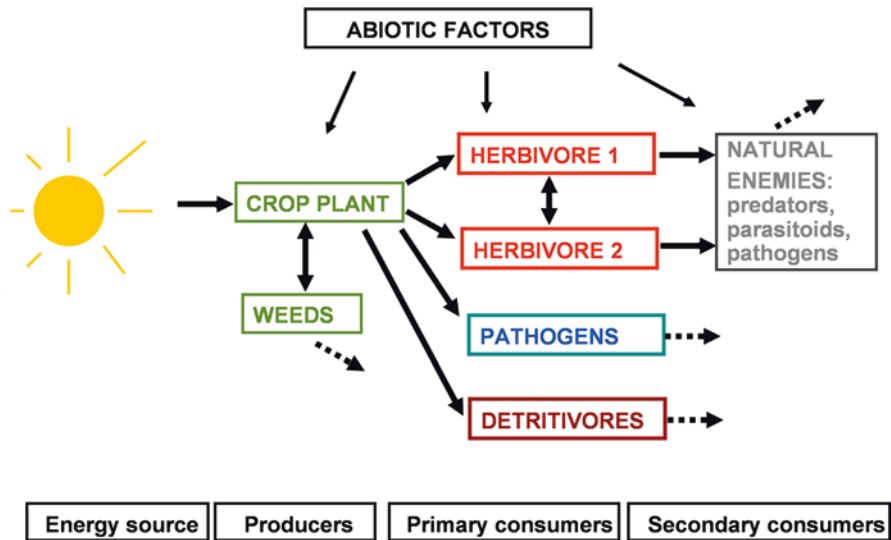 ABIOTIC FACTORS
HERBIVORE 1
NATURAL
ENEMIES:
predators,
parasitoids,
pathogens
CROP PLANT
HERBIVORE 2
WEEDS
PATHOGENS
DETRITIVORES
Energy source
Producers
Primary consumers
Secondary consumers